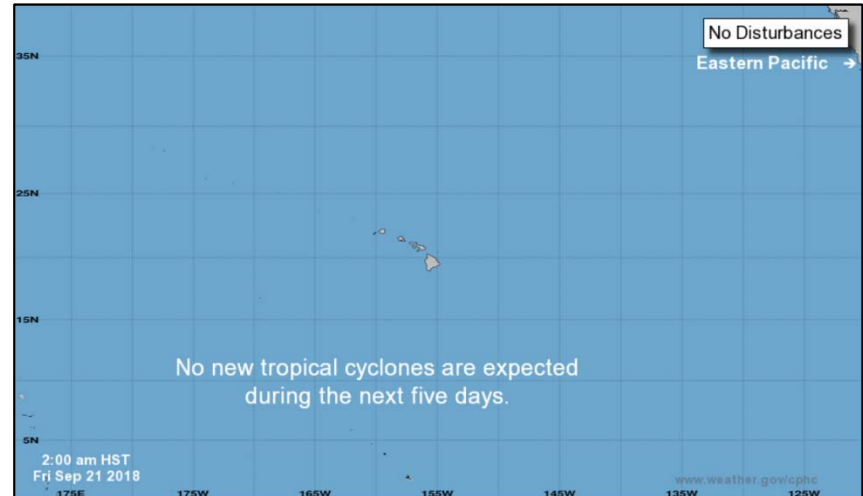 No Disturbances
Eastern Pacific →
35N
25N
15N
No new tropical cyclones are expected
during the next five days.
5N
2:00 am HST
Fri Sep 21 2018
www.weather.gov/cphc
175E 175W 165W 155W 145W 135W 125W